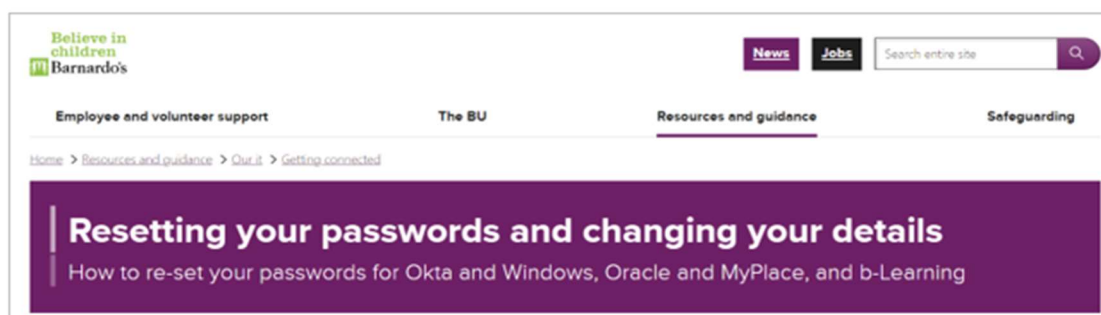 Believe in
children
Barnardo's
News Jobs Search entire site
Employee and volunteer support The BU Resources and guidance Safeguarding
Home > Resources and guidance > Our it > Getting connected
Resetting your passwords and changing your details
How to re-set your passwords for Okta and Windows, Oracle and MyPlace, and b-Learning